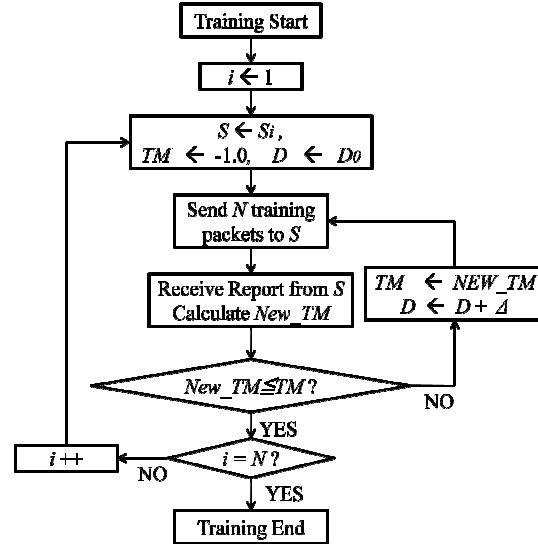 Training Start
i ← 1
S ← Si ,
TM ← -1.0, D ← D0
Send N training
packets to S
Receive Report from S
Calculate New_TM
TM ← NEW_TM
D ← D + Δ
New_TM≦TM ?
NO
YES
i ++
NO
i = N ?
YES
Training End